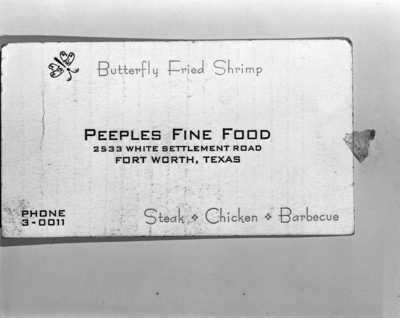 Butterfly Fried Shrimp
PEEPLES FINE FOOD
2533 WHITE SETTLEMENT ROAD
FORT WORTH, TEXAS
PHONE
3-0011
Steak ❖ Chicken ❖ Barbecue